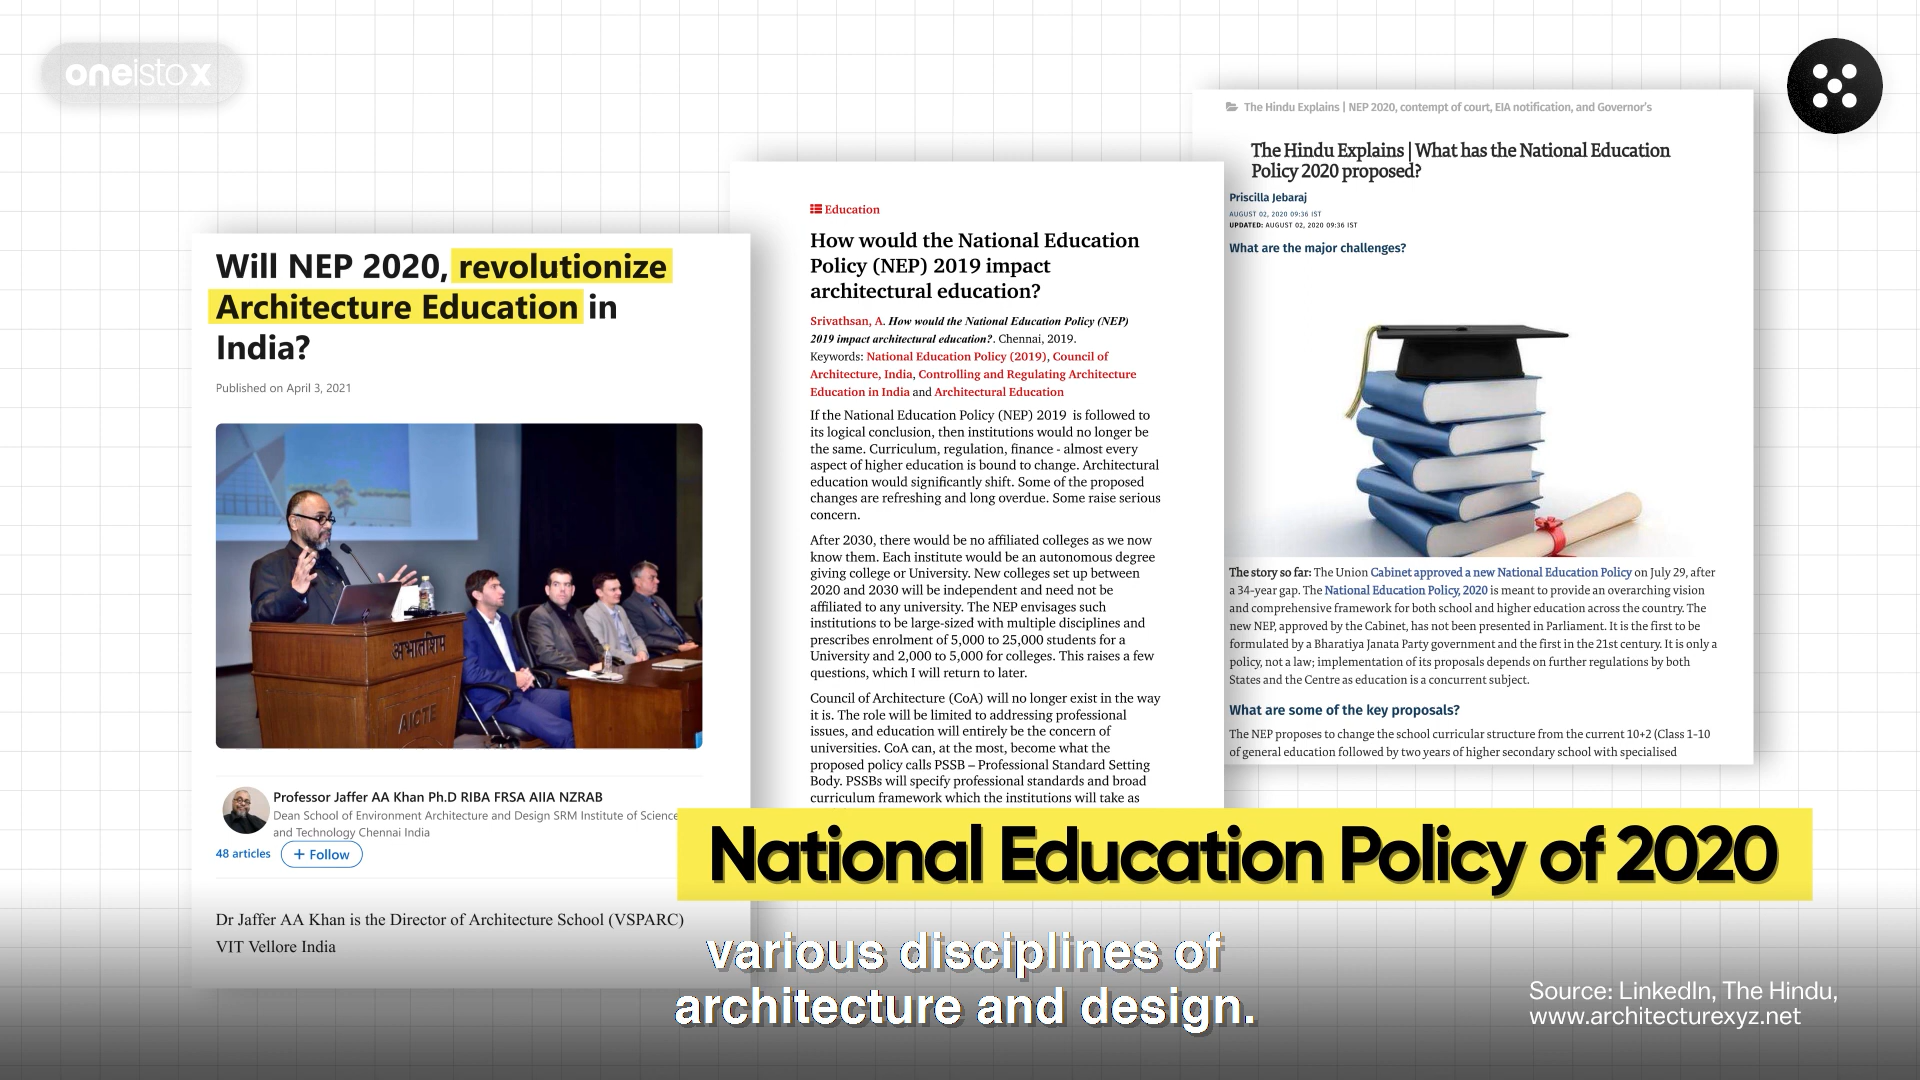 oneistox
The Hindu Explains | NEP 2020, contempt of court, EIA notification, and Governor's
The Hindu Explains | What has the National Education
Policy 2020 proposed?
Priscilla Jebaraj
AUGUST 02, 2020 09:36 IST
UPDATED: AUGUST 02, 2020 09:36 IST
What are the major challenges?
The story so far: The Union Cabinet approved a new National Education Policy on July 29, after
a 34-year gap. The National Education Policy, 2020 is meant to provide an overarching vision
and comprehensive framework for both school and higher education across the country. The
new NEP, approved by the Cabinet, has not been presented in Parliament. It is the first to be
formulated by a Bharatiya Janata Party government and the first in the 21st century. It is only a
policy, not a law; implementation of its proposals depends on further regulations by both
States and the Centre as education is a concurrent subject.
What are some of the key proposals?
The NEP proposes to change the school curricular structure from the current 10+2 (Class 1-10
of general education followed by two years of higher secondary school with specialised
Education
How would the National Education
Policy (NEP) 2019 impact
architectural education?
Srivathsan, A. How would the National Education Policy (NEP)
2019 impact architectural education?. Chennai, 2019.
Keywords: National Education Policy (2019), Council of
Architecture, India, Controlling and Regulating Architecture
Education in India and Architectural Education
If the National Education Policy (NEP) 2019 is followed to
its logical conclusion, then institutions would no longer be
the same. Curriculum, regulation, finance - almost every
aspect of higher education is bound to change. Architectural
education would significantly shift. Some of the proposed
changes are refreshing and long overdue. Some raise serious
concern.
After 2030, there would be no affiliated colleges as we now
know them. Each institute would be an autonomous degree
giving college or University. New colleges set up between
2020 and 2030 will be independent and need not be
affiliated to any university. The NEP envisages such
institutions to be large-sized with multiple disciplines and
prescribes enrolment of 5,000 to 25,000 students for a
University and 2,000 to 5,000 for colleges. This raises a few
questions, which I will return to later.
Council of Architecture (CoA) will no longer exist in the way
it is. The role will be limited to addressing professional
issues, and education will entirely be the concern of
universities. CoA can, at the most, become what the
proposed policy calls PSSB – Professional Standard Setting
Body. PSSBs will specify professional standards and broad
curriculum framework which the institutions will take as
Will NEP 2020, revolutionize
Architecture Education in
India?
Published on April 3, 2021
अभातशिप
AICTE
Professor Jaffer AA Khan Ph.D RIBA FRSA AIIA NZRAB
Dean School of Environment Architecture and Design SRM Institute of Science
and Technology Chennai India
48 articles
+ Follow
Dr Jaffer AA Khan is the Director of Architecture School (VSPARC)
VIT Vellore India
National Education Policy of 2020
various disciplines of
architecture and design.
Source: LinkedIn, The Hindu,
www.architecturexyz.net